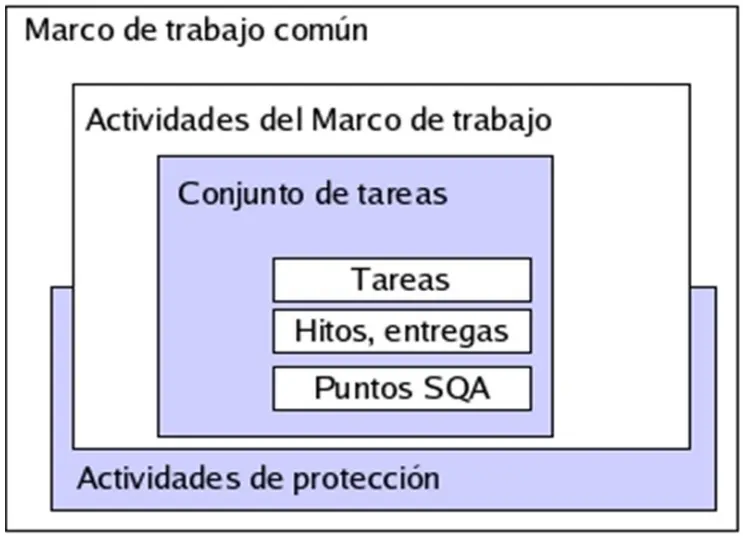 Marco de trabajo común
Actividades del Marco de trabajo
Conjunto de tareas
Tareas
Hitos, entregas
Puntos SQA
Actividades de protección